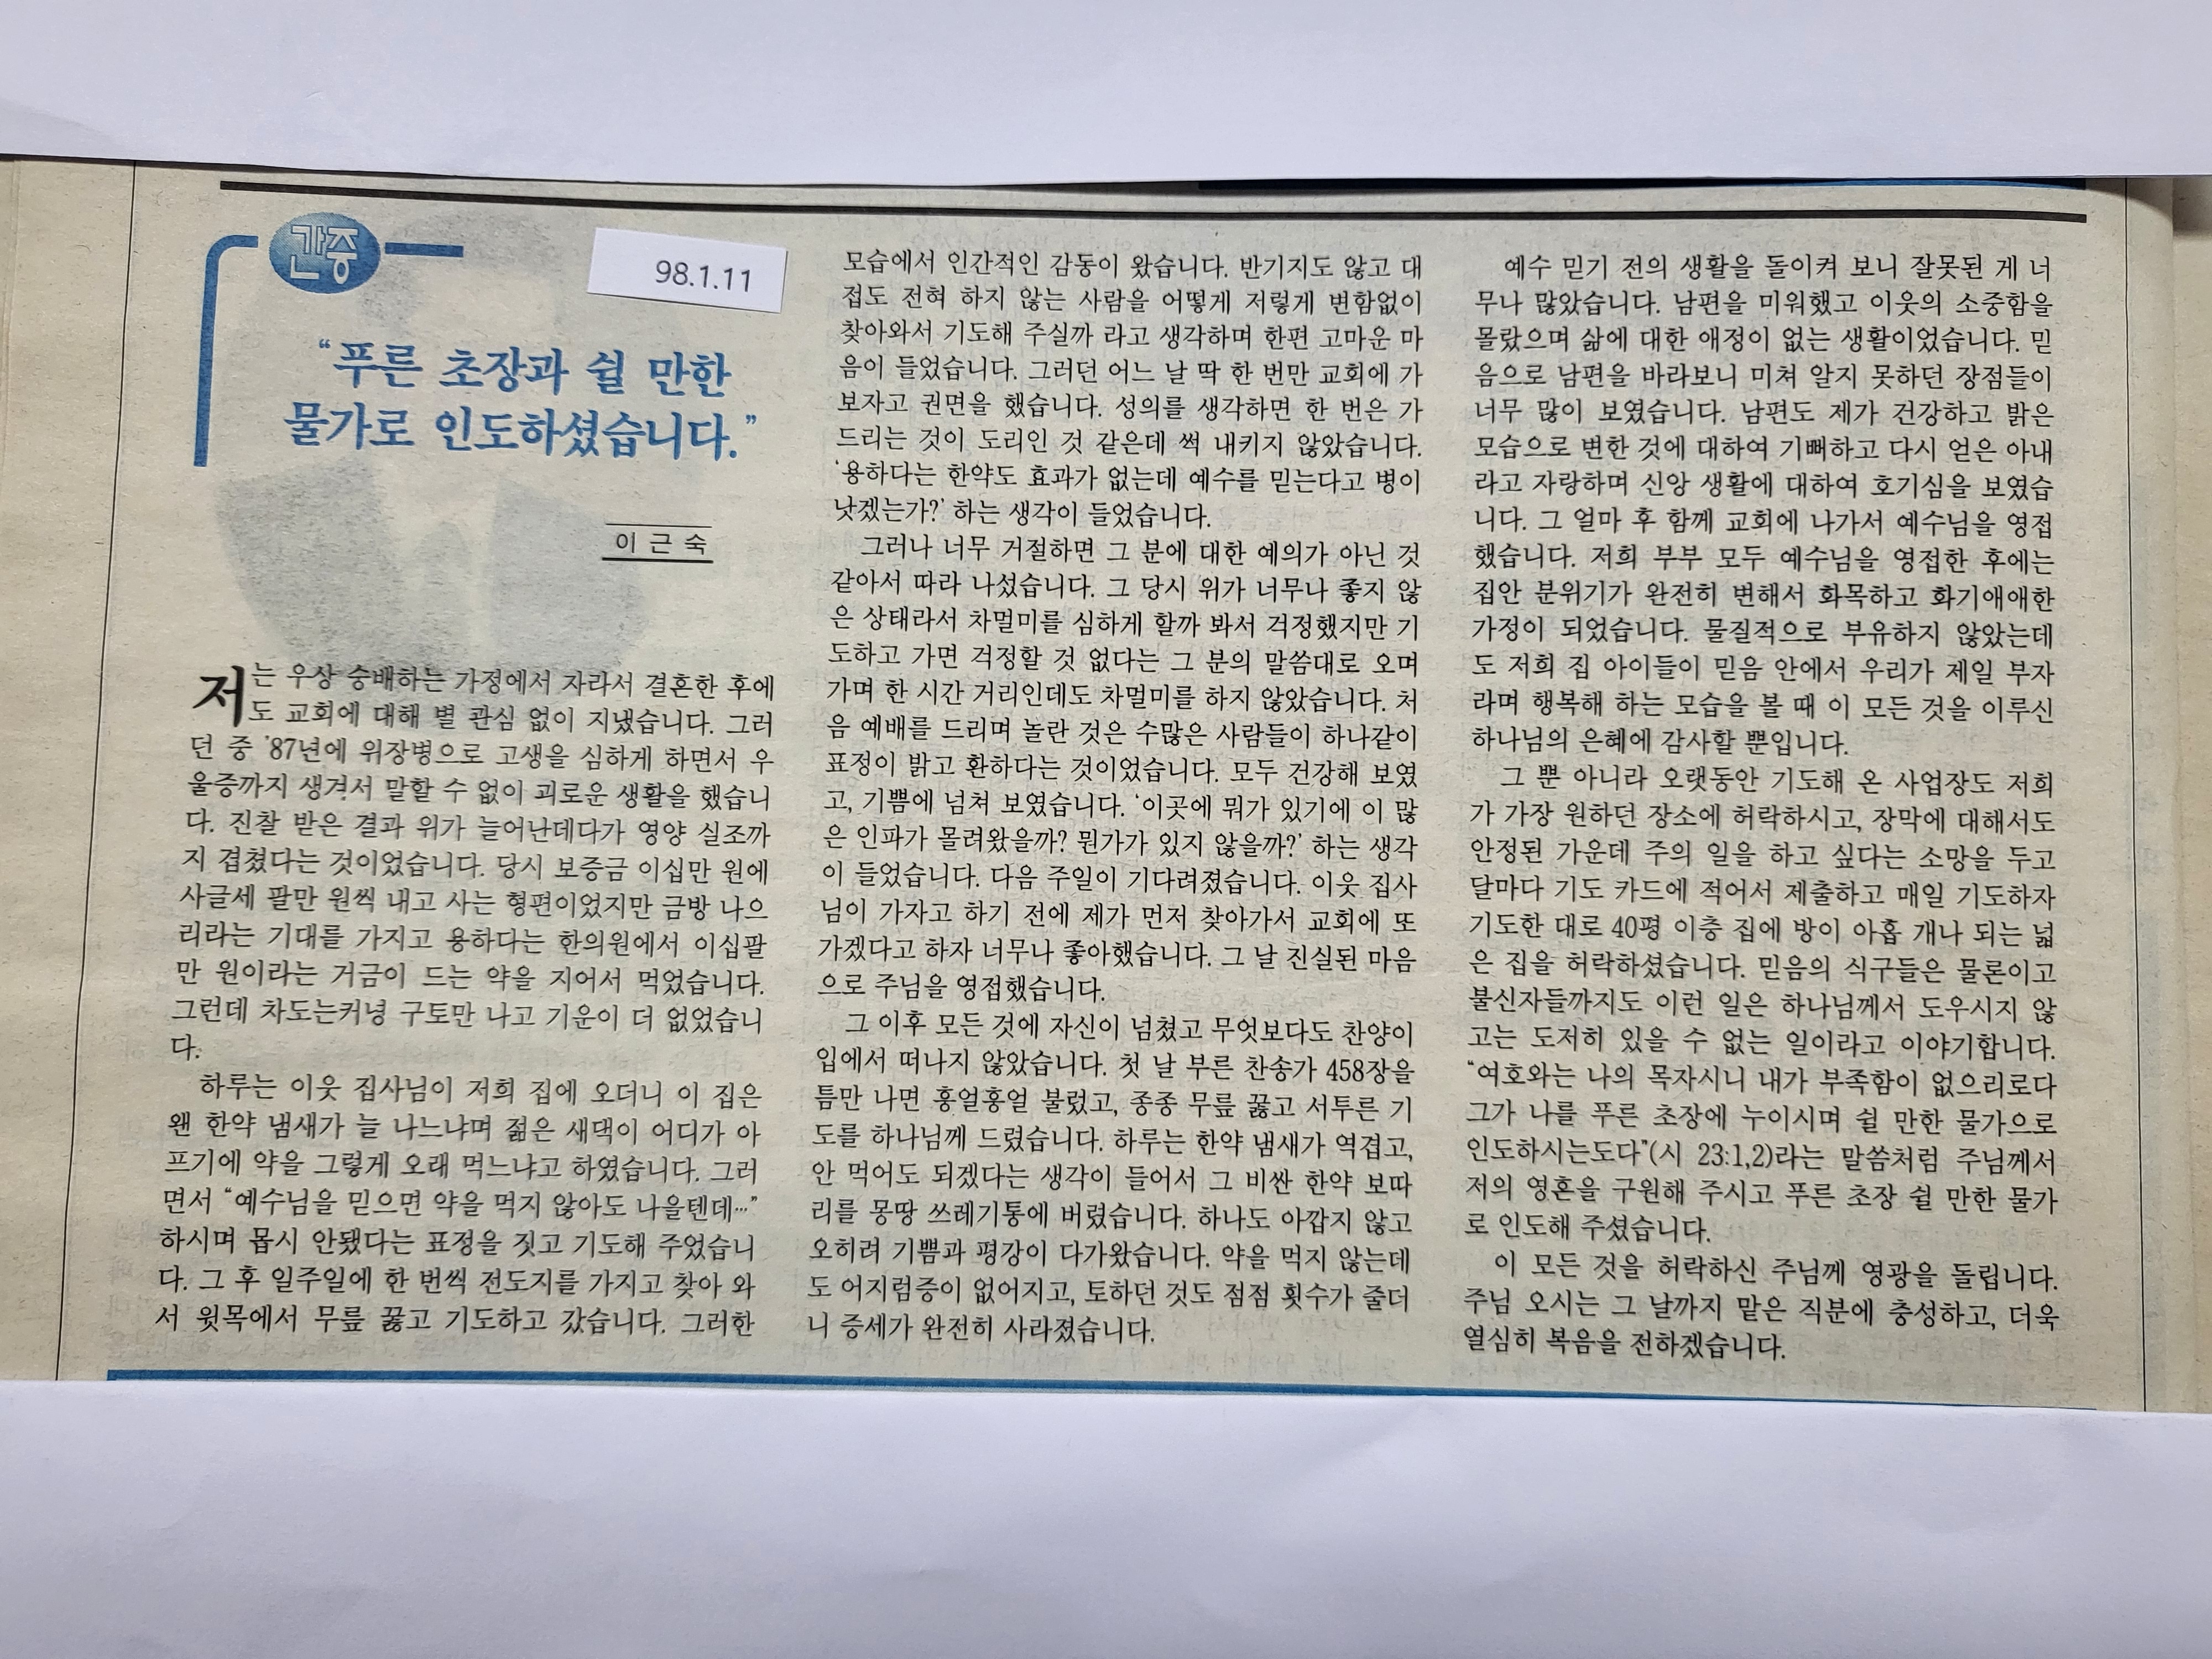 간증
98.1.11
“푸른 초장과 쉴 만한
물가로 인도하셨습니다.”
이 근 숙
저는 우상 숭배하는 가정에서 자라서 결혼한 후에
도 교회에 대해 별 관심 없이 지냈습니다. 그러
던 중 '87년에 위장병으로 고생을 심하게 하면서 우
울증까지 생겨서 말할 수 없이 괴로운 생활을 했습니
다. 진찰 받은 결과 위가 늘어난데다가 영양 실조까
지 겹쳤다는 것이었습니다. 당시 보증금 이십만 원에
사글세 팔만 원씩 내고 사는 형편이었지만 금방 나으
리라는 기대를 가지고 용하다는 한의원에서 이십팔
만 원이라는 거금이 드는 약을 지어서 먹었습니다.
그런데 차도는커녕 구토만 나고 기운이 더 없었습니
다.
하루는 이웃 집사님이 저희 집에 오더니 이 집은
왠 한약 냄새가 늘 나느냐며 젊은 새댁이 어디가 아
프기에 약을 그렇게 오래 먹느냐고 하였습니다. 그러
면서 “예수님을 믿으면 약을 먹지 않아도 나을텐데…”
하시며 몹시 안됐다는 표정을 짓고 기도해 주었습니
다. 그 후 일주일에 한 번씩 전도지를 가지고 찾아 와
서 윗목에서 무릎 꿇고 기도하고 갔습니다. 그러한
모습에서 인간적인 감동이 왔습니다. 반기지도 않고 대
접도 전혀 하지 않는 사람을 어떻게 저렇게 변함없이
찾아와서 기도해 주실까 라고 생각하며 한편 고마운 마
음이 들었습니다. 그러던 어느 날 딱 한 번만 교회에 가
보자고 권면을 했습니다. 성의를 생각하면 한 번은 가
드리는 것이 도리인 것 같은데 썩 내키지 않았습니다.
‘용하다는 한약도 효과가 없는데 예수를 믿는다고 병이
낫겠는가?’ 하는 생각이 들었습니다.
그러나 너무 거절하면 그 분에 대한 예의가 아닌 것
같아서 따라 나섰습니다. 그 당시 위가 너무나 좋지 않
은 상태라서 차멀미를 심하게 할까 봐서 걱정했지만 기
도하고 가면 걱정할 것 없다는 그 분의 말씀대로 오며
가며 한 시간 거리인데도 차멀미를 하지 않았습니다. 처
음 예배를 드리며 놀란 것은 수많은 사람들이 하나같이
표정이 밝고 환하다는 것이었습니다. 모두 건강해 보였
고, 기쁨에 넘쳐 보였습니다. ‘이곳에 뭐가 있기에 이 많
은 인파가 몰려왔을까? 뭔가가 있지 않을까?’ 하는 생각
이 들었습니다. 다음 주일이 기다려졌습니다. 이웃 집사
님이 가자고 하기 전에 제가 먼저 찾아가서 교회에 또
가겠다고 하자 너무나 좋아했습니다. 그 날 진실된 마음
으로 주님을 영접했습니다.
그 이후 모든 것에 자신이 넘쳤고 무엇보다도 찬양이
입에서 떠나지 않았습니다. 첫 날 부른 찬송가 458장을
틈만 나면 흥얼흥얼 불렀고, 종종 무릎 꿇고 서투른 기
도를 하나님께 드렸습니다. 하루는 한약 냄새가 역겹고,
안 먹어도 되겠다는 생각이 들어서 그 비싼 한약 보따
리를 몽땅 쓰레기통에 버렸습니다. 하나도 아깝지 않고
오히려 기쁨과 평강이 다가왔습니다. 약을 먹지 않는데
도 어지럼증이 없어지고, 토하던 것도 점점 횟수가 줄더
니 증세가 완전히 사라졌습니다.
예수 믿기 전의 생활을 돌이켜 보니 잘못된 게 너
무나 많았습니다. 남편을 미워했고 이웃의 소중함을
몰랐으며 삶에 대한 애정이 없는 생활이었습니다. 믿
음으로 남편을 바라보니 미쳐 알지 못하던 장점들이
너무 많이 보였습니다. 남편도 제가 건강하고 밝은
모습으로 변한 것에 대하여 기뻐하고 다시 얻은 아내
라고 자랑하며 신앙 생활에 대하여 호기심을 보였습
니다. 그 얼마 후 함께 교회에 나가서 예수님을 영접
했습니다. 저희 부부 모두 예수님을 영접한 후에는
집안 분위기가 완전히 변해서 화목하고 화기애애한
가정이 되었습니다. 물질적으로 부유하지 않았는데
도 저희 집 아이들이 믿음 안에서 우리가 제일 부자
라며 행복해 하는 모습을 볼 때 이 모든 것을 이루신
하나님의 은혜에 감사할 뿐입니다.
그 뿐 아니라 오랫동안 기도해 온 사업장도 저희
가 가장 원하던 장소에 허락하시고, 장막에 대해서도
안정된 가운데 주의 일을 하고 싶다는 소망을 두고
달마다 기도 카드에 적어서 제출하고 매일 기도하자
기도한 대로 40평 이층 집에 방이 아홉 개나 되는 넓
은 집을 허락하셨습니다. 믿음의 식구들은 물론이고
불신자들까지도 이런 일은 하나님께서 도우시지 않
고는 도저히 있을 수 없는 일이라고 이야기합니다.
“여호와는 나의 목자시니 내가 부족함이 없으리로다
그가 나를 푸른 초장에 누이시며 쉴 만한 물가으로
인도하시는도다”(시 23:1,2)라는 말씀처럼 주님께서
저의 영혼을 구원해 주시고 푸른 초장 쉴 만한 물가
로 인도해 주셨습니다.
이 모든 것을 허락하신 주님께 영광을 돌립니다.
주님 오시는 그 날까지 맡은 직분에 충성하고, 더욱
열심히 복음을 전하겠습니다.